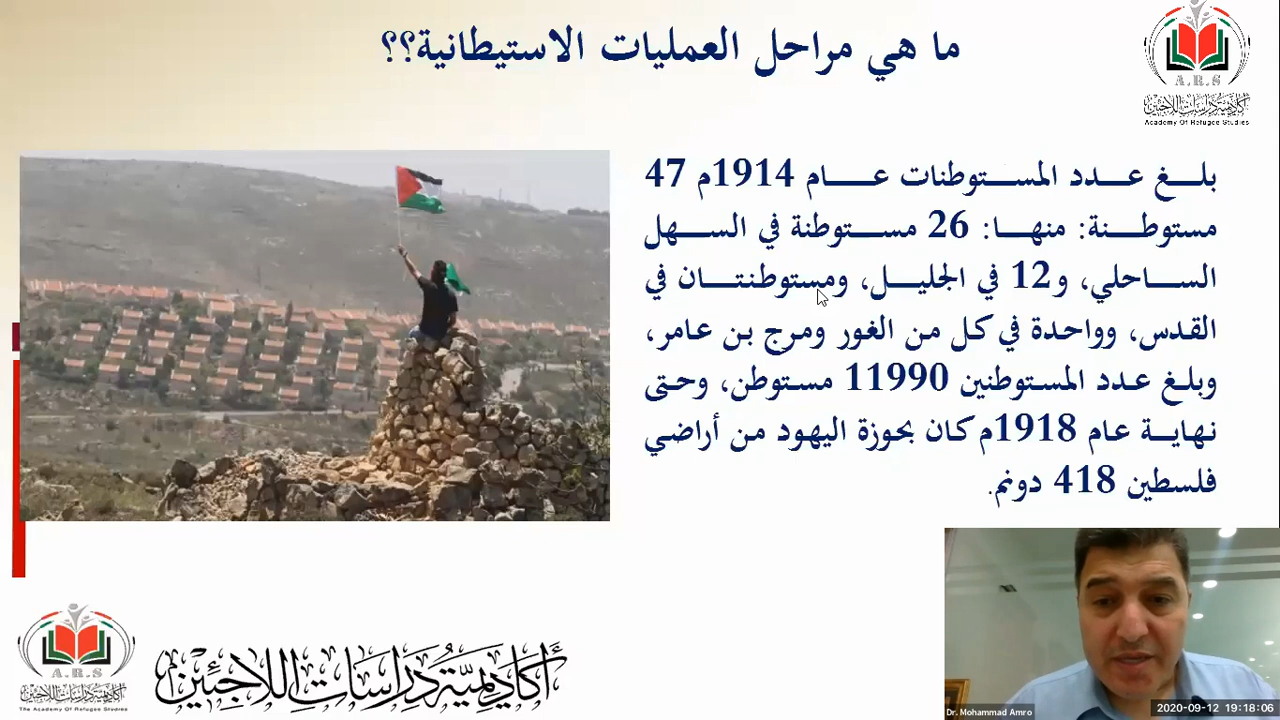 ما هي مراحل العمليات الاستيطانية؟؟
A.R.S
أكاديمية دراسات اللاجئين
Academy Of Refugee Studies
بلغ عدد المستوطنات عام 1914م 47
مستوطنة: منها: 26 مستوطنة في السهل
الساحلي، و12 في الجليل، ومستوطنتان في
القدس، وواحدة في كل من الغور ومرج بن عامر،
وبلغ عدد المستوطنين 11990 مستوطن، وحتى
نهاية عام 1918م كان بحوزة اليهود من أراضي
فلسطين 418 دونم.
A.R.S
أكاديمية دراسات اللاجئين
The Academy Of Refugee Studies
أكاديمية دراسات اللاجئين
Dr. Mohammad Amro
2020-09-12 19:18:06